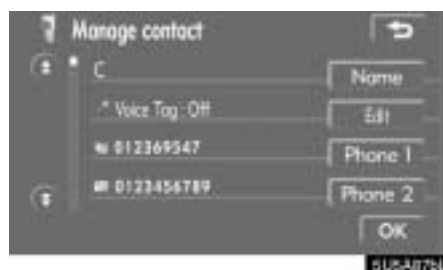 Manage contact
C Name
Voice Tag: Off Edit
012369547 Phone 1
0123456789 Phone 2
OK